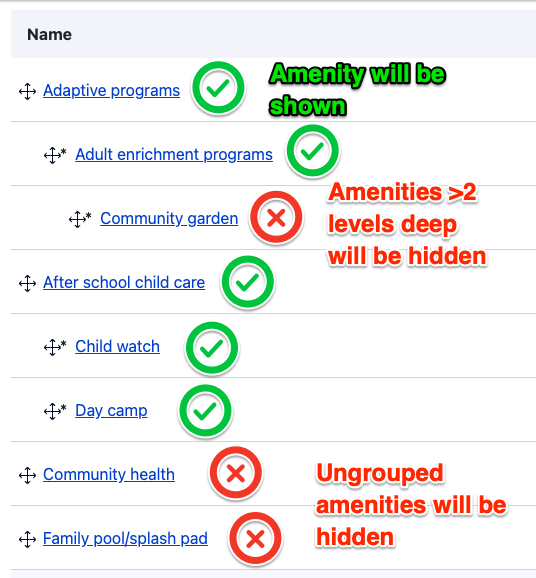 Name
Adaptive programs
Amenity will be
shown
* Adult enrichment programs
* Community garden
Amenities >2
levels deep
will be hidden
After school child care
* Child watch
* Day camp
Community health
Ungrouped
amenities will be
hidden
Family pool/splash pad